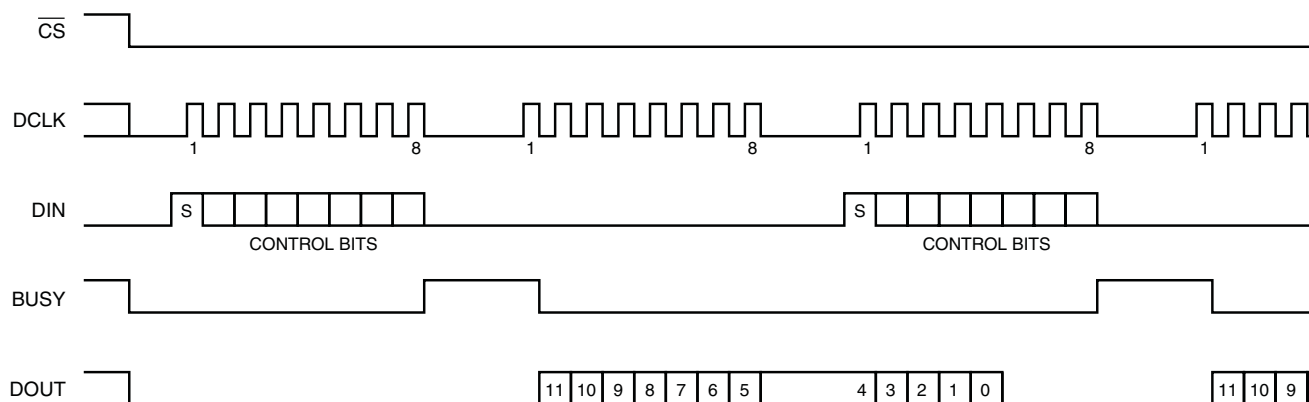 CS
DCLK
1 8 1 8 1 8 1
DIN S S
CONTROL BITS CONTROL BITS
BUSY
DOUT 11 10 9 8 7 6 5 4 3 2 1 0 11 10 9